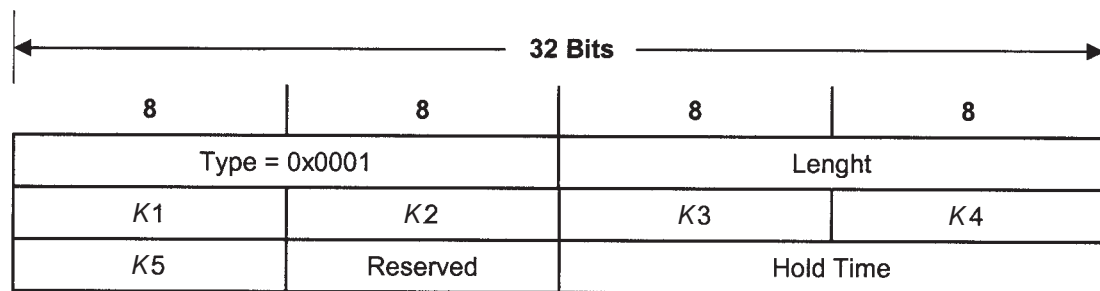 32 Bits
8 8 8 8
Type = 0x0001 Lenght
K1 K2 K3 K4
K5 Reserved Hold Time